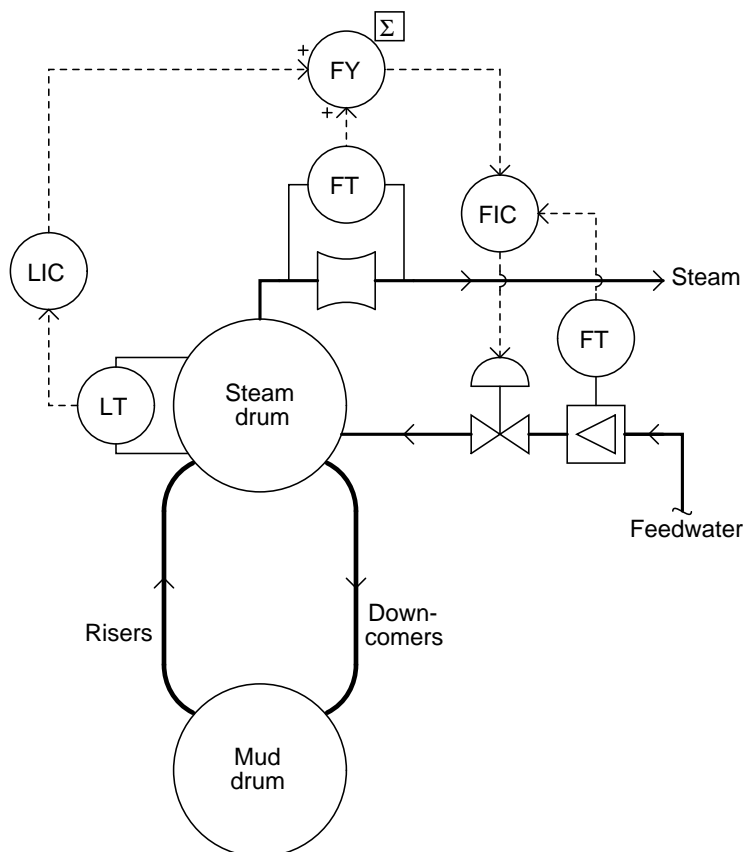 Σ
+
FY
+
FT
FIC
LIC
Steam
FT
LT
Steam
drum
Feedwater
Risers
Down-
comers
Mud
drum